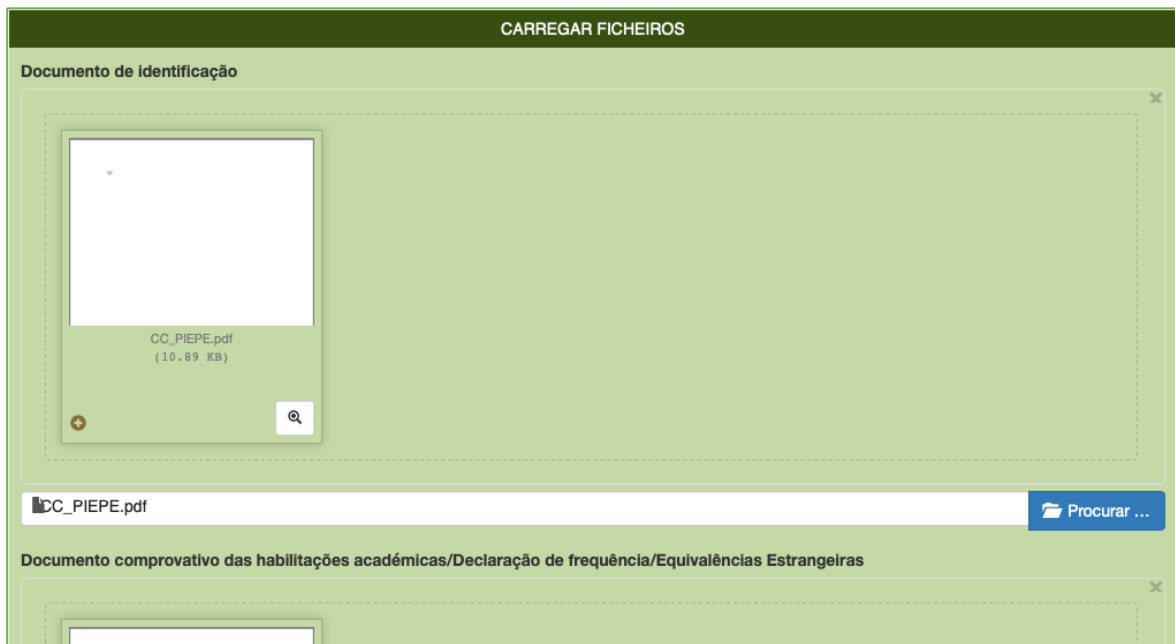 CARREGAR FICHEIROS
Documento de identificação
CC_PIEPE.pdf
(10.89 KB)
CC_PIEPE.pdf
Procurar ...
Documento comprovativo das habilitações académicas/Declaração de frequência/Equivalências Estrangeiras